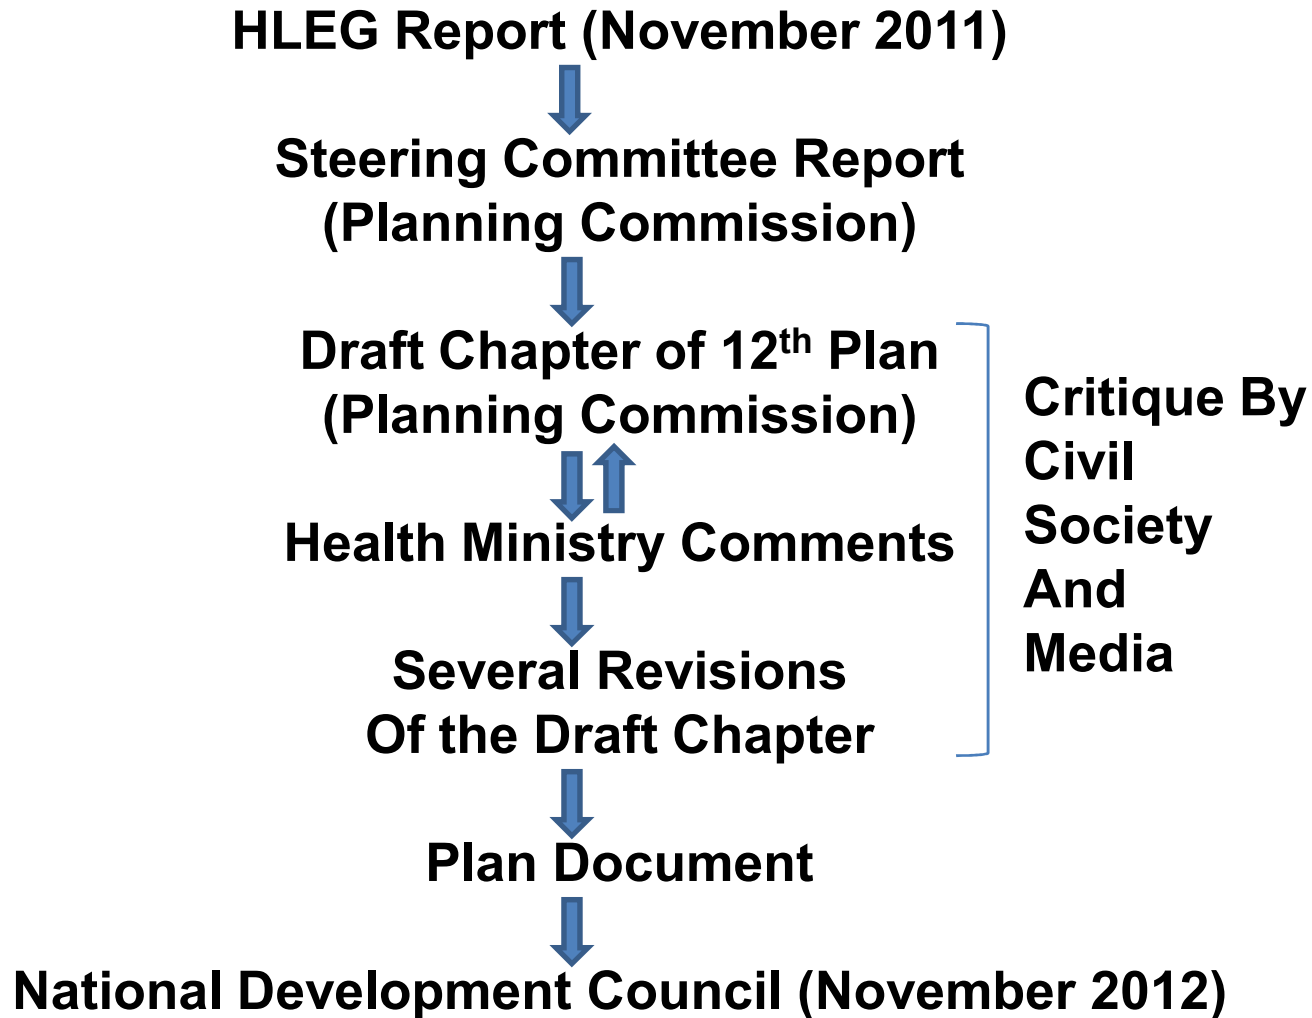 HLEG Report (November 2011)
Steering Committee Report
(Planning Commission)
Draft Chapter of 12th Plan
(Planning Commission)
Health Ministry Comments
Several Revisions
Of the Draft Chapter
Plan Document
National Development Council (November 2012)
Critique By
Civil
Society
And
Media